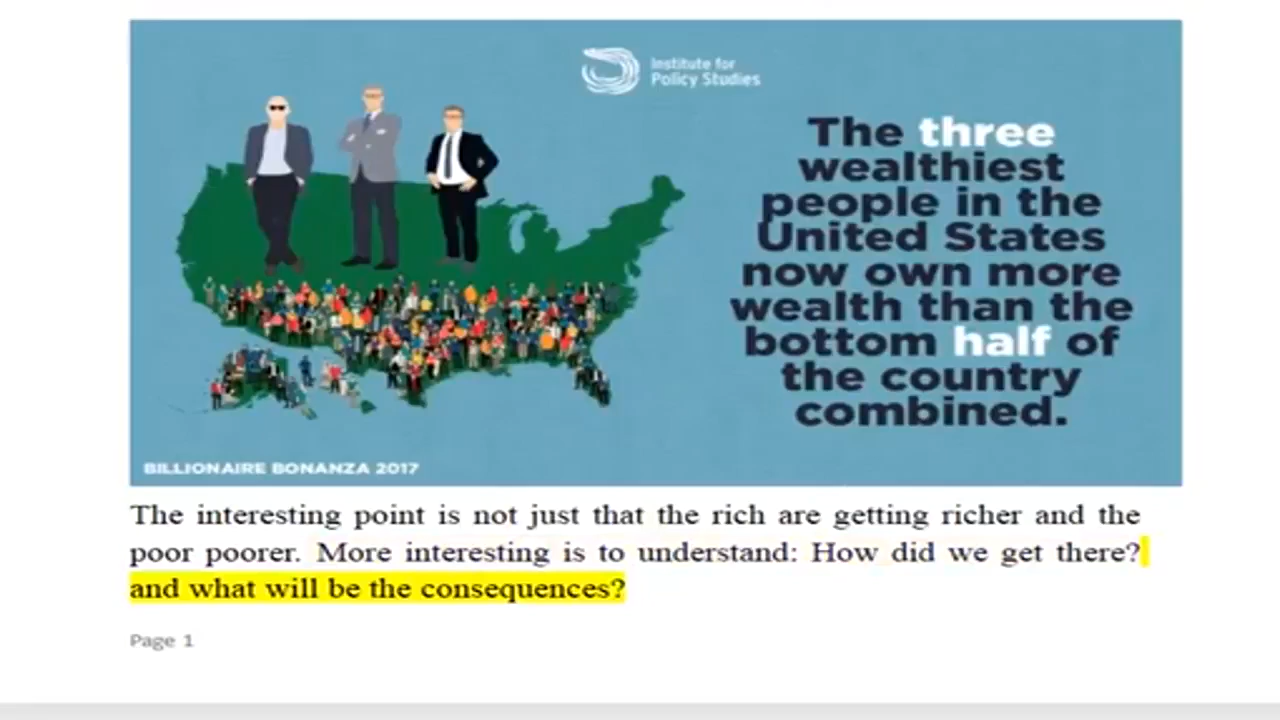 Institute for
Policy Studies
The three
wealthiest
people in the
United States
now own more
wealth than the
bottom half of
the country
combined.
BILLIONAIRE BONANZA 2017
The interesting point is not just that the rich are getting richer and the
poor poorer. More interesting is to understand: How did we get there?
and what will be the consequences?
Page 1